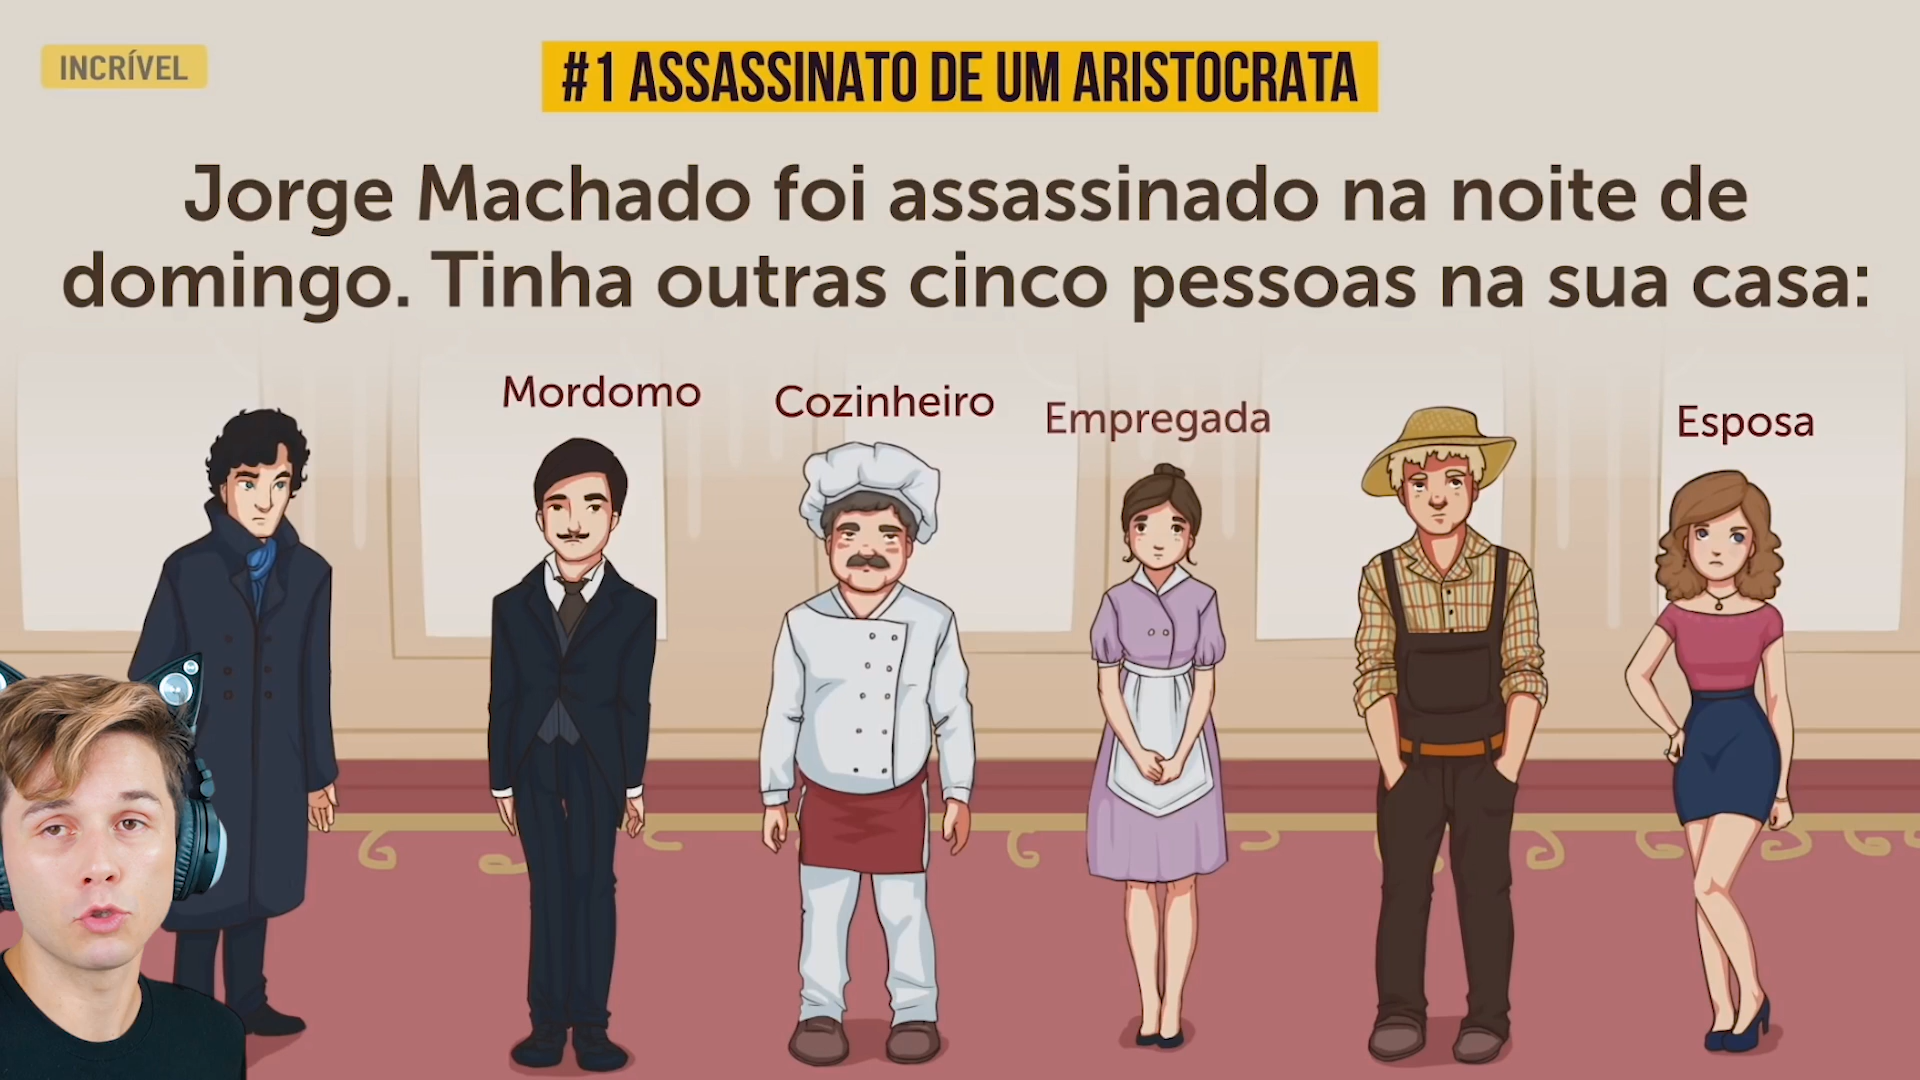 INCRÍVEL
#1 ASSASSINATO DE UM ARISTOCRATA
Jorge Machado foi assassinado na noite de
domingo. Tinha outras cinco pessoas na sua casa:
Mordomo
Cozinheiro
Empregada
Esposa